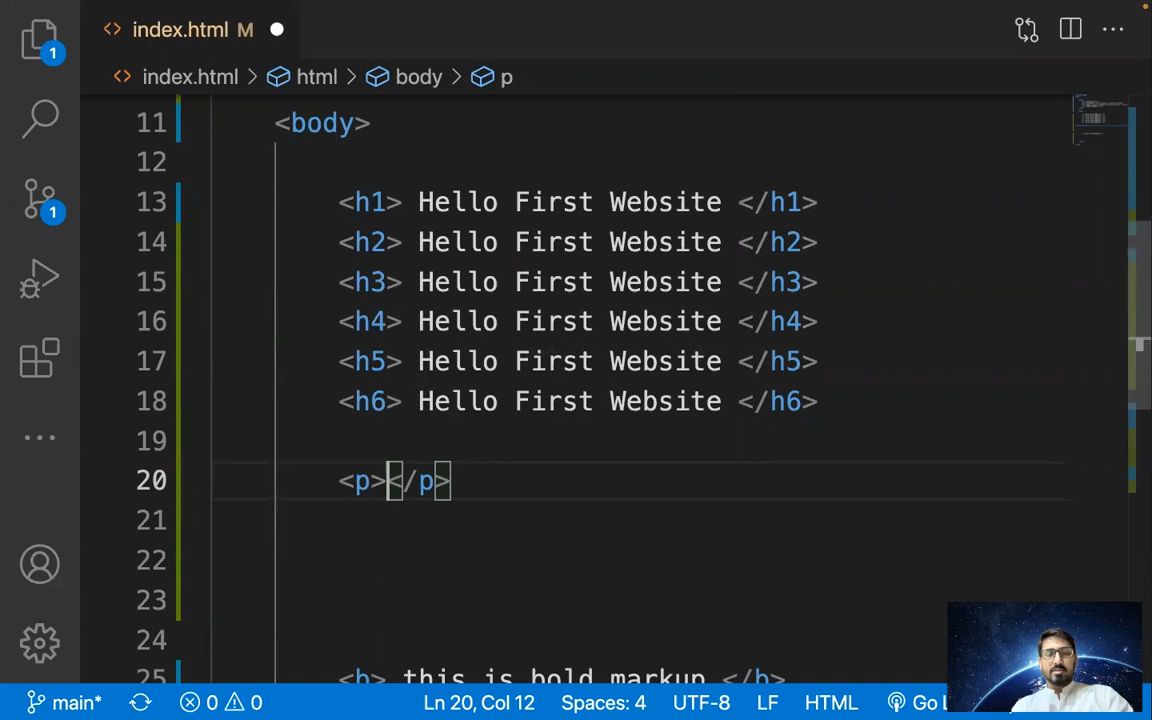 1
index.html M
index.html > html > body > p
11 <body>
12
13 <h1> Hello First Website </h1>
14 <h2> Hello First Website </h2>
15 <h3> Hello First Website </h3>
16 <h4> Hello First Website </h4>
17 <h5> Hello First Website </h5>
18 <h6> Hello First Website </h6>
19
20 <p></p>
21
22
23
24
25 <b> this is bold markup </b>
1
main* 0 0 Ln 20, Col 12 Spaces: 4 UTF-8 LF HTML Go